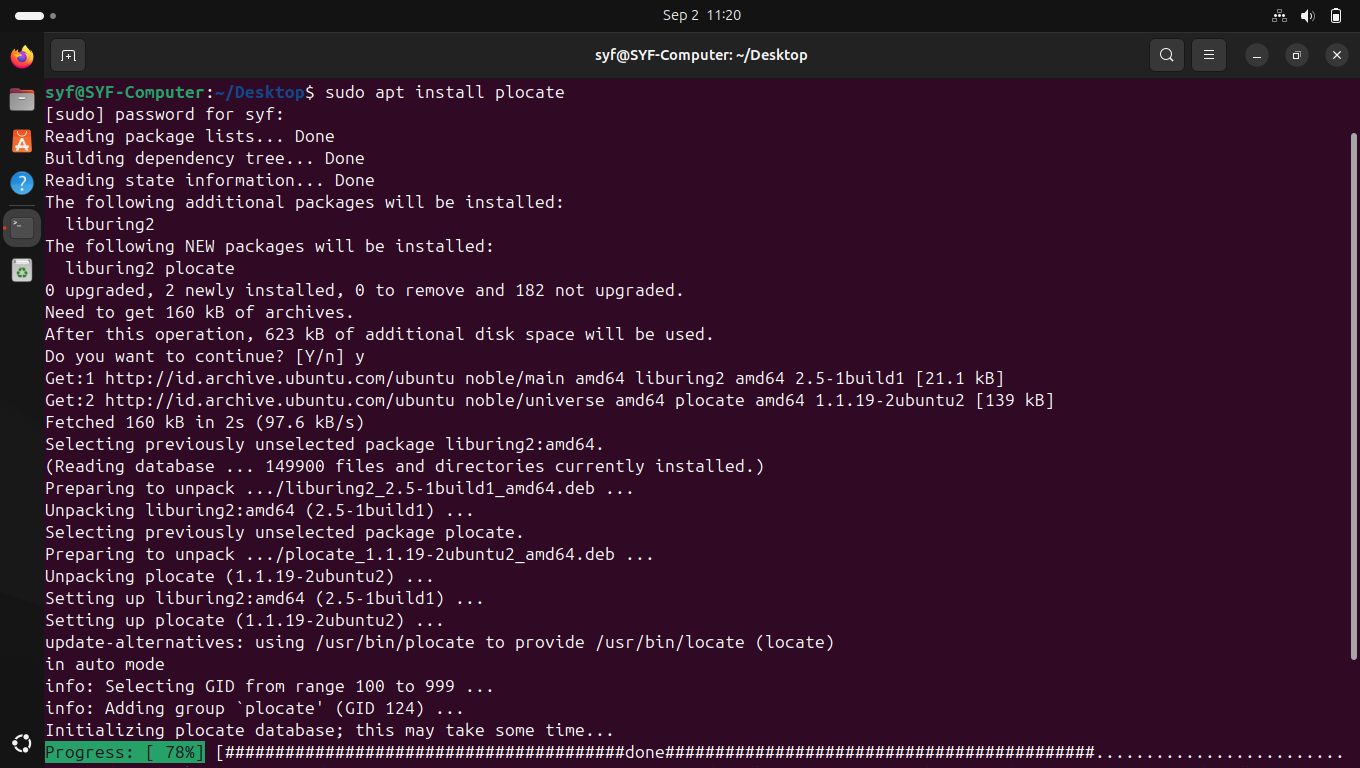 Sep 2 11:20
syf@SYF-Computer: ~/Desktop
syf@SYF-Computer:~/Desktop$ sudo apt install plocate
[sudo] password for syf:
Reading package lists... Done
Building dependency tree... Done
Reading state information... Done
The following additional packages will be installed:
  liburing2
The following NEW packages will be installed:
  liburing2 plocate
0 upgraded, 2 newly installed, 0 to remove and 182 not upgraded.
Need to get 160 kB of archives.
After this operation, 623 kB of additional disk space will be used.
Do you want to continue? [Y/n] y
Get:1 http://id.archive.ubuntu.com/ubuntu noble/main amd64 liburing2 amd64 2.5-1build1 [21.1 kB]
Get:2 http://id.archive.ubuntu.com/ubuntu noble/universe amd64 plocate amd64 1.1.19-2ubuntu2 [139 kB]
Fetched 160 kB in 2s (97.6 kB/s)
Selecting previously unselected package liburing2:amd64.
(Reading database ... 149900 files and directories currently installed.)
Preparing to unpack .../liburing2_2.5-1build1_amd64.deb ...
Unpacking liburing2:amd64 (2.5-1build1) ...
Selecting previously unselected package plocate.
Preparing to unpack .../plocate_1.1.19-2ubuntu2_amd64.deb ...
Unpacking plocate (1.1.19-2ubuntu2) ...
Setting up liburing2:amd64 (2.5-1build1) ...
Setting up plocate (1.1.19-2ubuntu2) ...
update-alternatives: using /usr/bin/plocate to provide /usr/bin/locate (locate)
in auto mode
info: Selecting GID from range 100 to 999 ...
info: Adding group `plocate' (GID 124) ...
Initializing plocate database; this may take some time...
Progress: [ 78%] [########################################done###########################################.........................